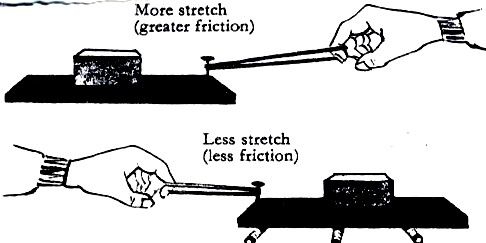 More stretch
(greater friction)
Less stretch
(less friction)